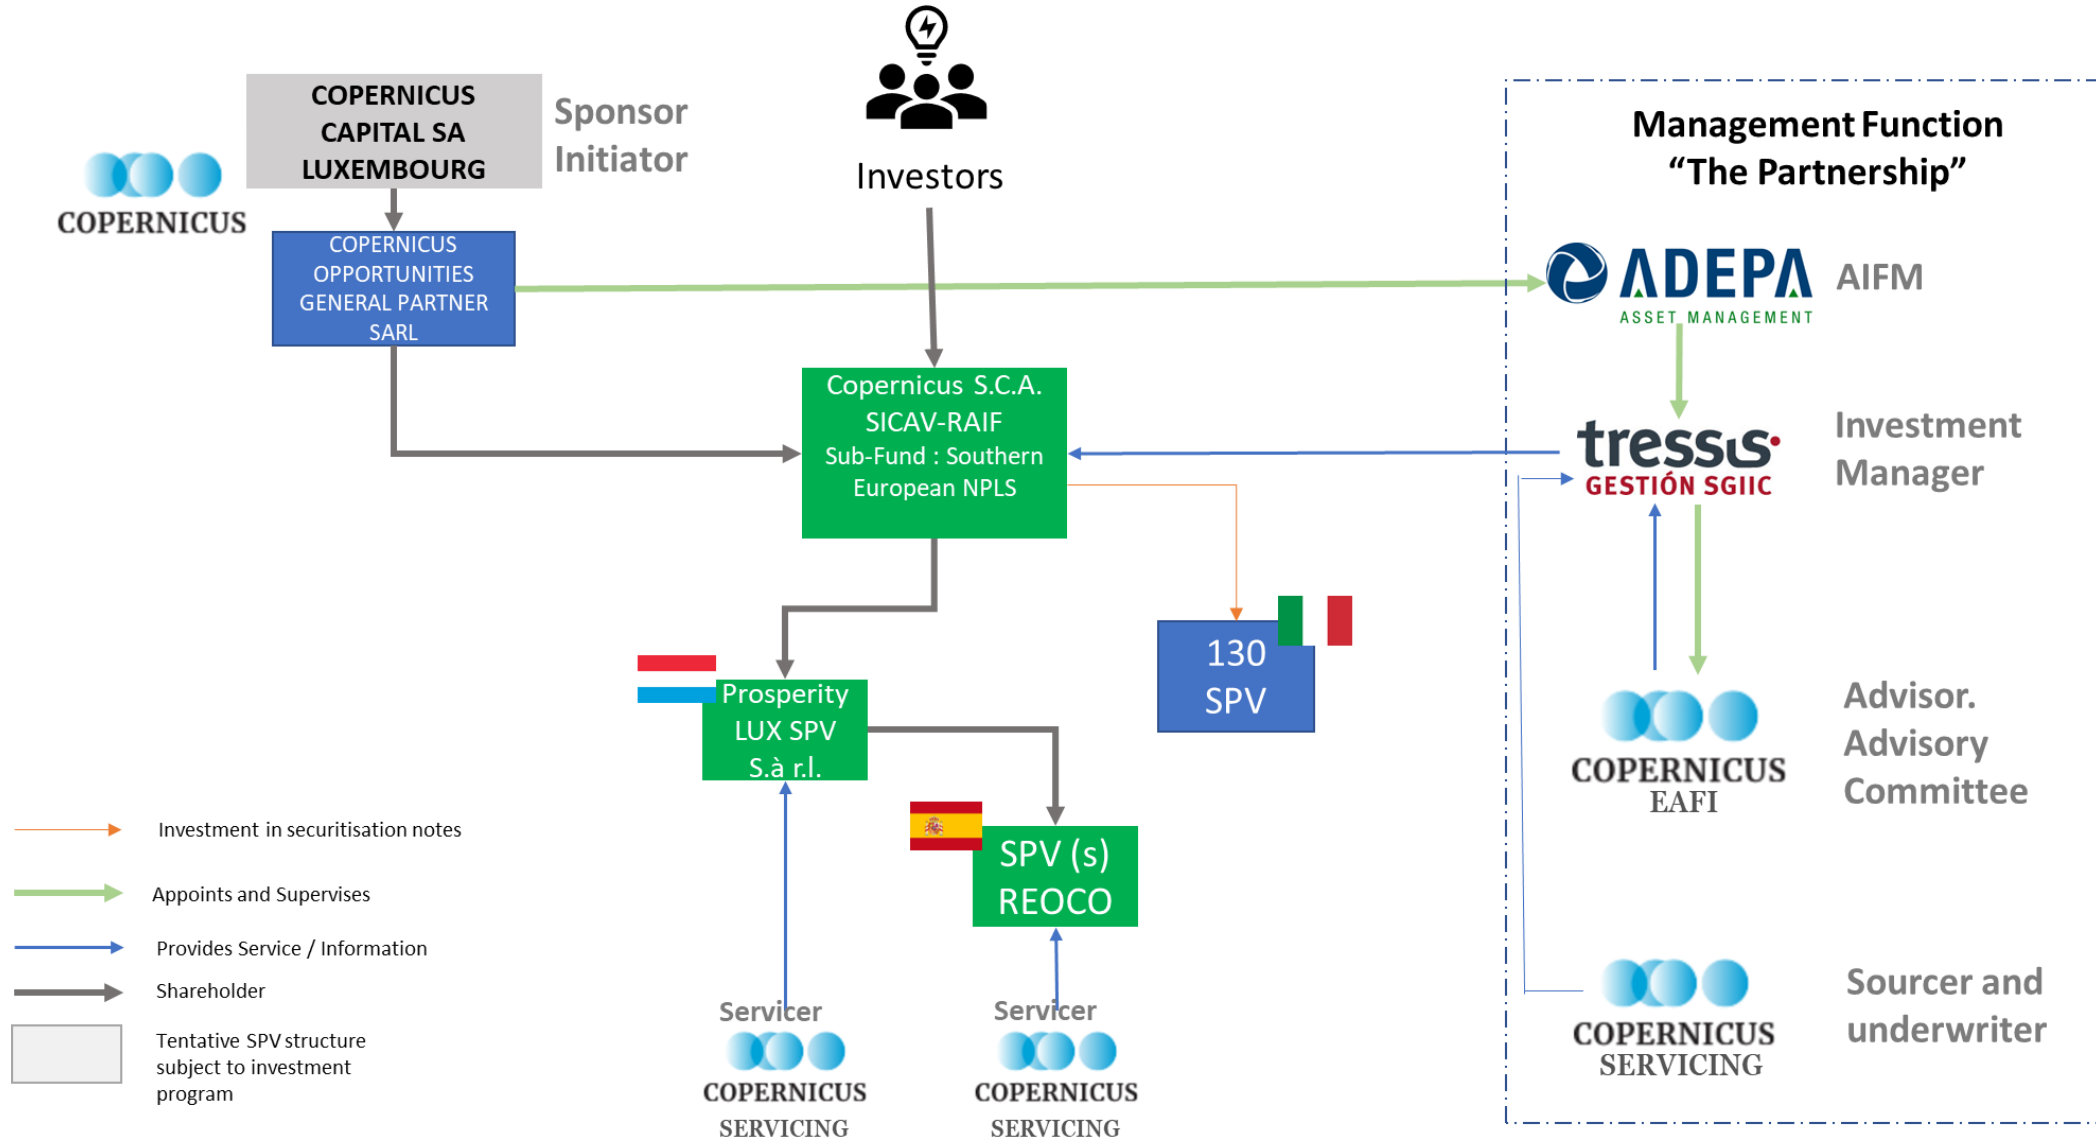 COPERNICUS
CAPITAL SA
LUXEMBOURG
Sponsor
Initiator
COPERNICUS
COPERNICUS
OPPORTUNITIES
GENERAL PARTNER
SARL
Investors
Copernicus S.C.A.
SICAV-RAIF
Sub-Fund : Southern
European NPLS
130
SPV
Prosperity
LUX SPV
S.à r.l.
SPV (s)
REOCO
Servicer
COPERNICUS
SERVICING
Servicer
COPERNICUS
SERVICING
Management Function
“The Partnership”
ADEPA
ASSET MANAGEMENT
AIFM
tressis
GESTIÓN SGIIC
Investment
Manager
COPERNICUS
EAFI
Advisor.
Advisory
Committee
COPERNICUS
SERVICING
Sourcer and
underwriter
Investment in securitisation notes
Appoints and Supervises
Provides Service / Information
Shareholder
Tentative SPV structure
subject to investment
program